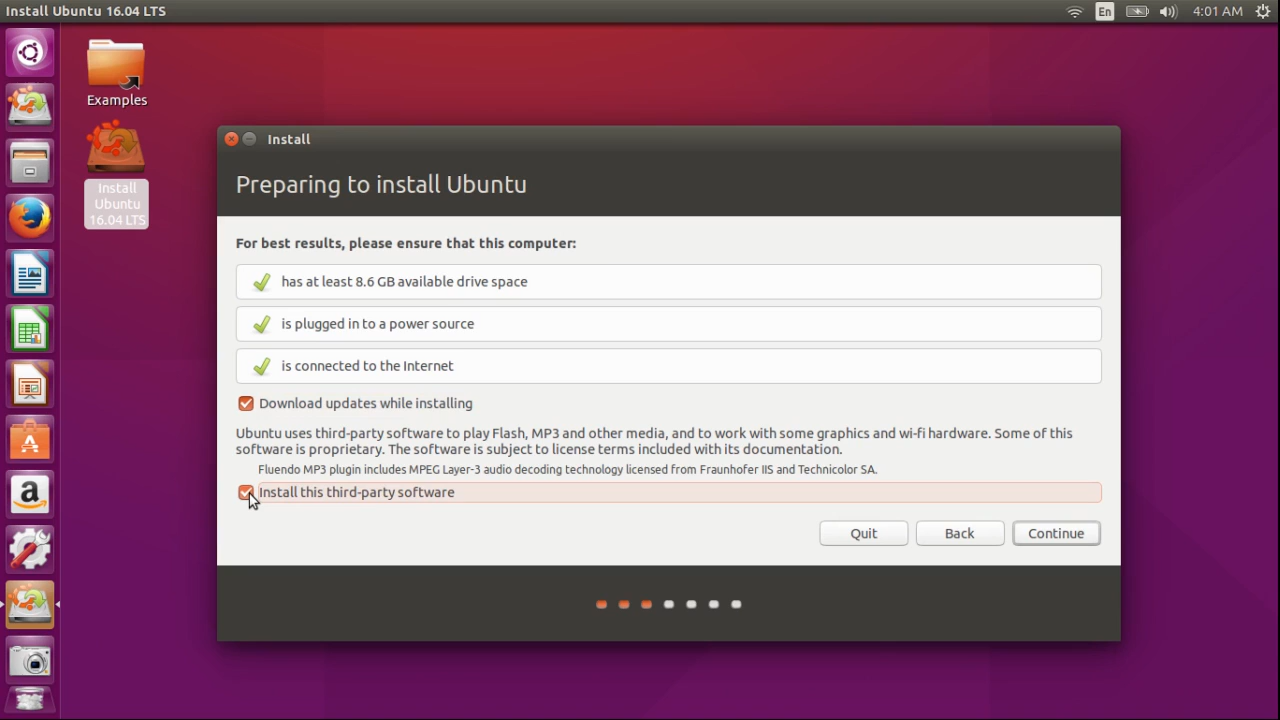 Install Ubuntu 16.04 LTS
En
4:01 AM
Examples
Install
Ubuntu
16.04 LTS
Install
Preparing to install Ubuntu
For best results, please ensure that this computer:
has at least 8.6 GB available drive space
is plugged in to a power source
is connected to the Internet
Download updates while installing
Ubuntu uses third-party software to play Flash, MP3 and other media, and to work with some graphics and wi-fi hardware. Some of this
software is proprietary. The software is subject to license terms included with its documentation.
Fluendo MP3 plugin includes MPEG Layer-3 audio decoding technology licensed from Fraunhofer IIS and Technicolor SA.
Install this third-party software
Quit
Back
Continue